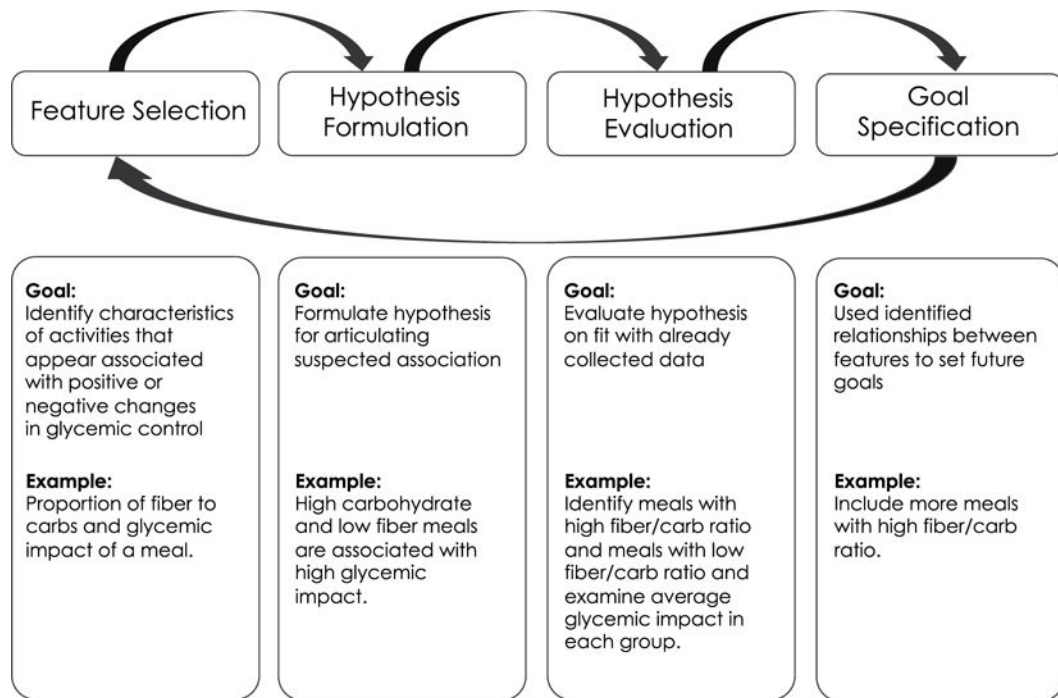 Feature Selection
Hypothesis
Formulation
Hypothesis
Evaluation
Goal
Specification
Goal:
Identify characteristics
of activities that
appear associated
with positive or
negative changes
in glycemic control
Example:
Proportion of fiber to
carbs and glycemic
impact of a meal.
Goal:
Formulate hypothesis
for articulating
suspected association
Example:
High carbohydrate
and low fiber meals
are associated with
high glycemic
impact.
Goal:
Evaluate hypothesis
on fit with already
collected data
Example:
Identify meals with
high fiber/carb ratio
and meals with low
fiber/carb ratio and
examine average
glycemic impact in
each group.
Goal:
Used identified
relationships between
features to set future
goals
Example:
Include more meals
with high fiber/carb
ratio.